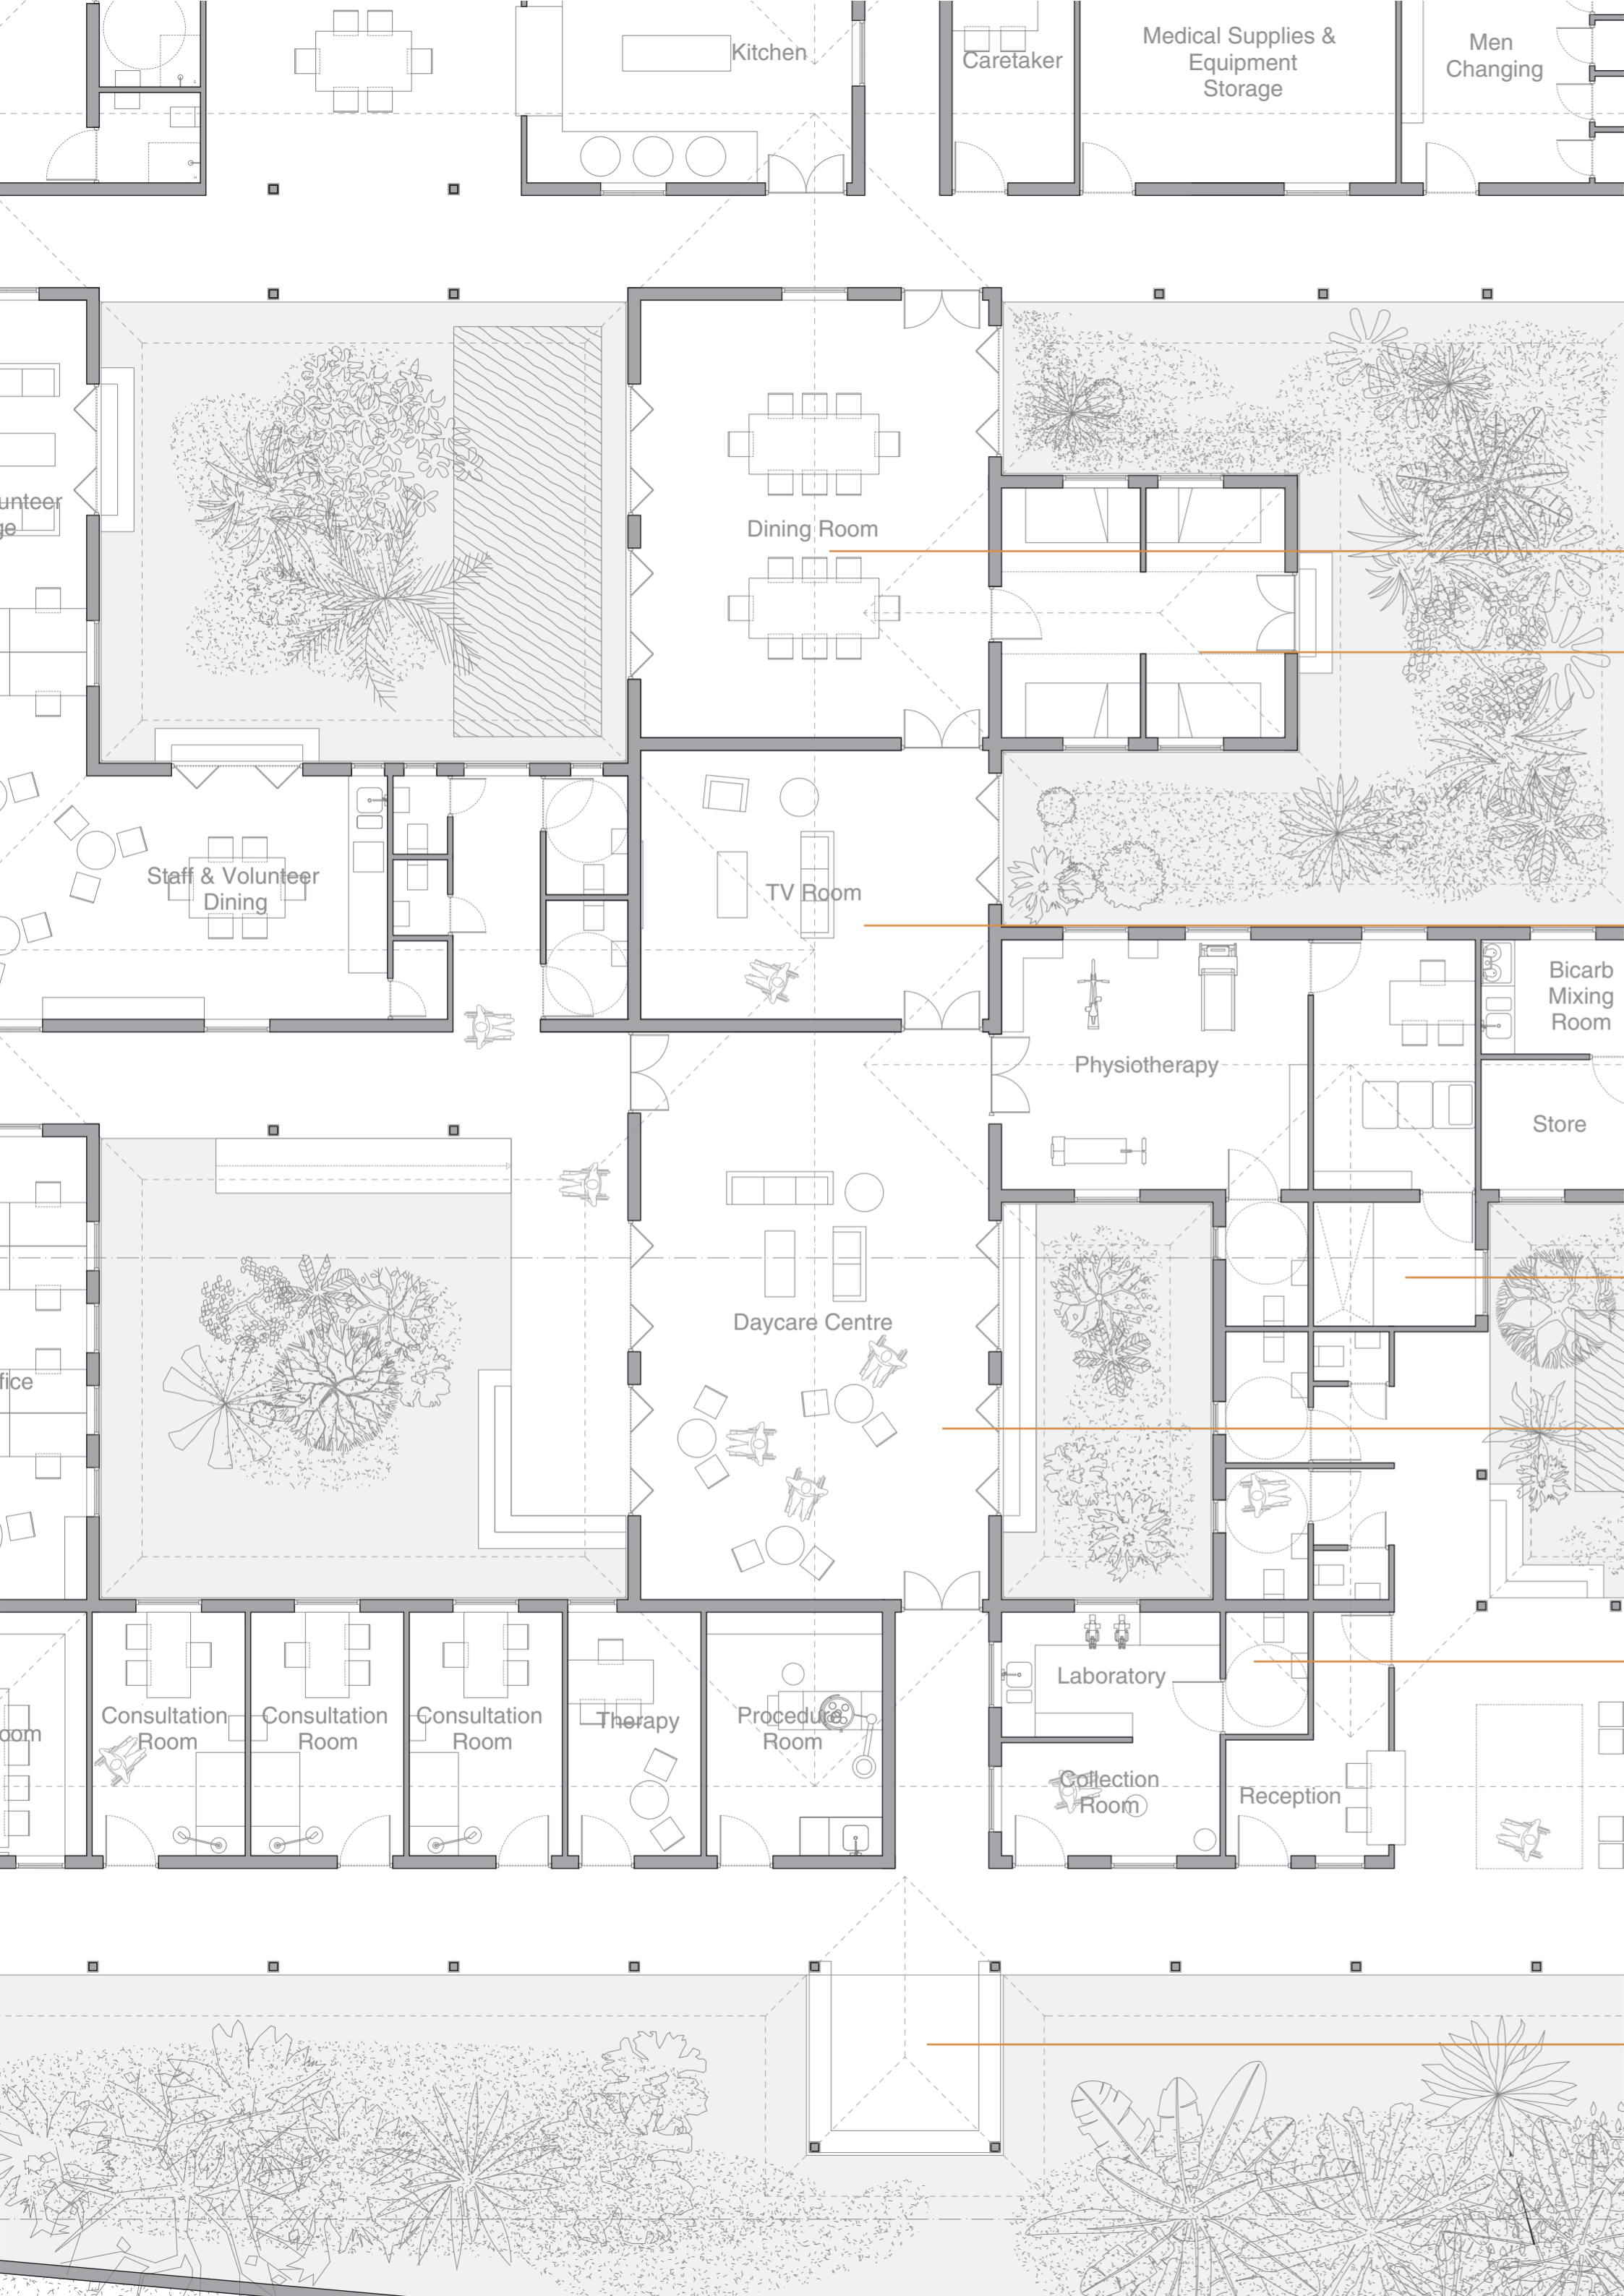 Kitchen
Caretaker
Medical Supplies &
Equipment
Storage
Men
Changing
unteer
ge
Dining Room
Staff & Volunteer
Dining
TV Room
Physiotherapy
Bicarb
Mixing
Room
Store
Daycare Centre
fice
Laboratory
Consultation
Room
Consultation
Room
Consultation
Room
Therapy
Procedure
Room
oom
Collection
Room
Reception